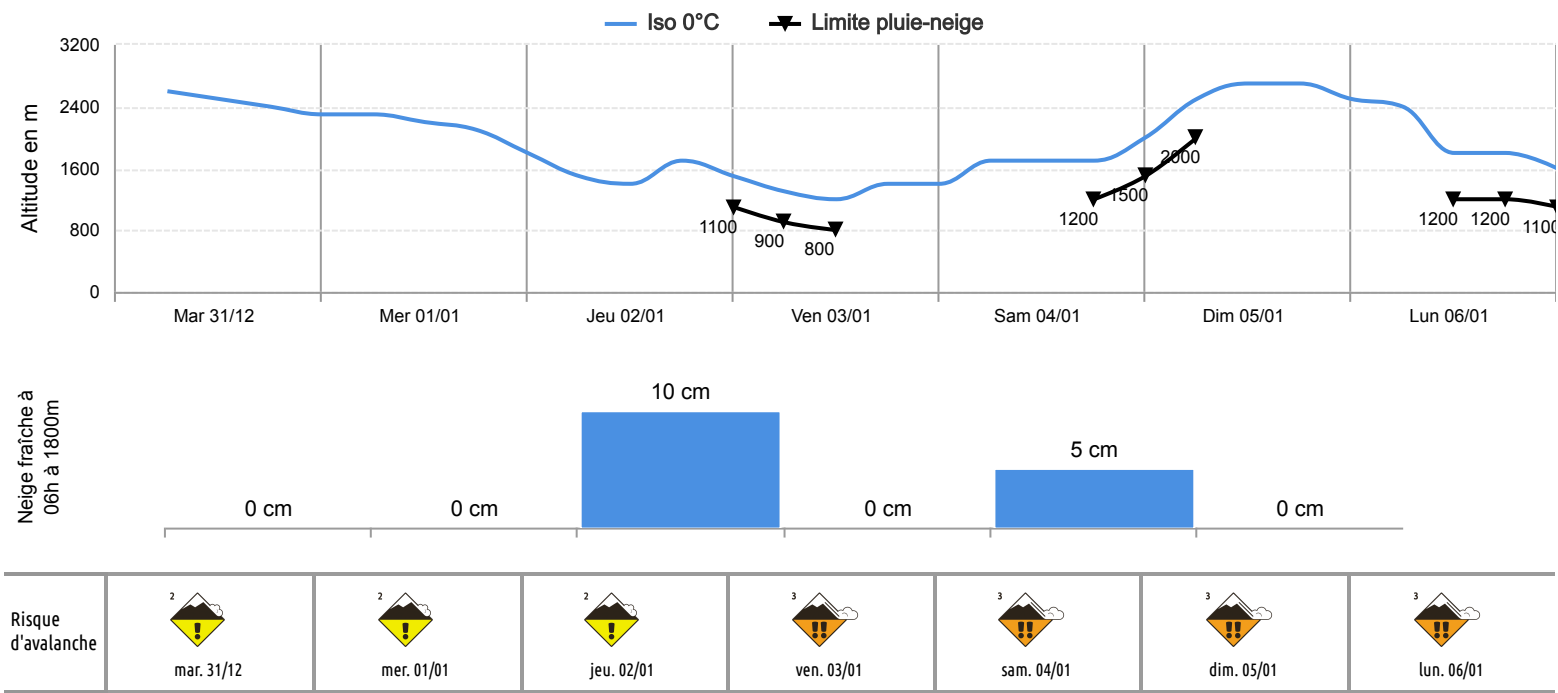 Iso 0°C Limite pluie-neige
Altitude en m
3200
2400
1600
800
0
1100 900 800 1200 1500 2000 1200 1200 1100
Mar 31/12 Mer 01/01 Jeu 02/01 Ven 03/01 Sam 04/01 Dim 05/01 Lun 06/01
Neige fraîche à
06h à 1800m
0 cm 0 cm 10 cm 0 cm 5 cm 0 cm
Risque
d'avalanche
2 2 2 3 3 3 3
! ! ! !! !! !! !!
mar. 31/12 mer. 01/01 jeu. 02/01 ven. 03/01 sam. 04/01 dim. 05/01 lun. 06/01